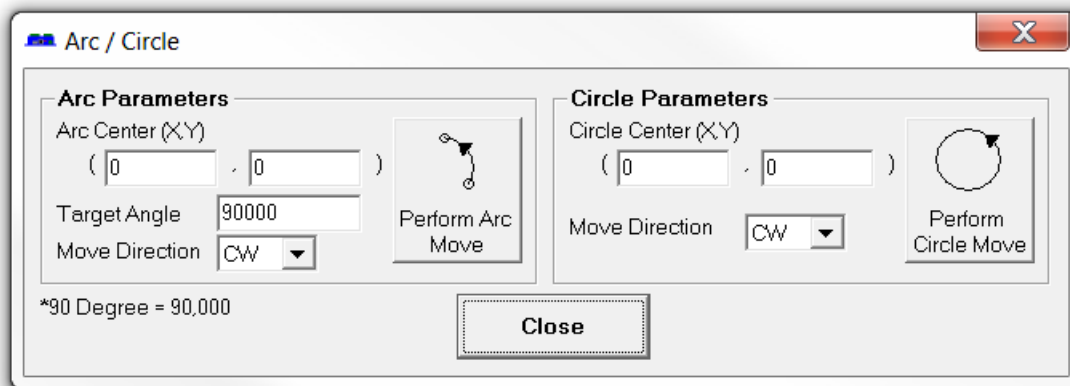 Arc / Circle
X
Arc Parameters
Arc Center (X,Y)
( 0 , 0 )
Target Angle 90000
Move Direction CW
Perform Arc
Move
Circle Parameters
Circle Center (X,Y)
( 0 , 0 )
Move Direction CW
Perform
Circle Move
*90 Degree = 90,000
Close